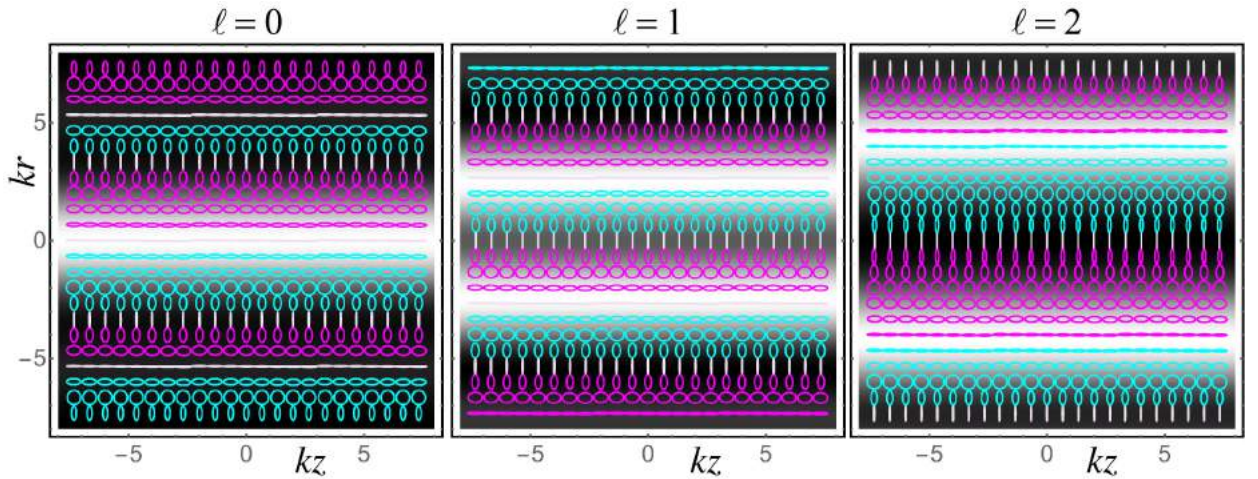 ℓ = 0 ℓ = 1 ℓ = 2
5
kr 0
−5
−5 0 kz 5 −5 0 kz 5 −5 0 kz 5